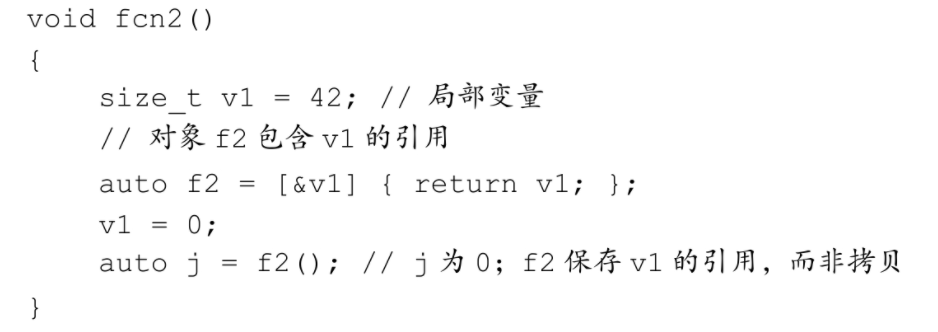 void fcn2()
{
    size_t v1 = 42; // 局部变量
    // 对象 f2 包含 v1 的引用
    auto f2 = [&v1] { return v1; };
    v1 = 0;
    auto j = f2(); // j 为 0; f2 保存 v1 的引用，而非拷贝
}